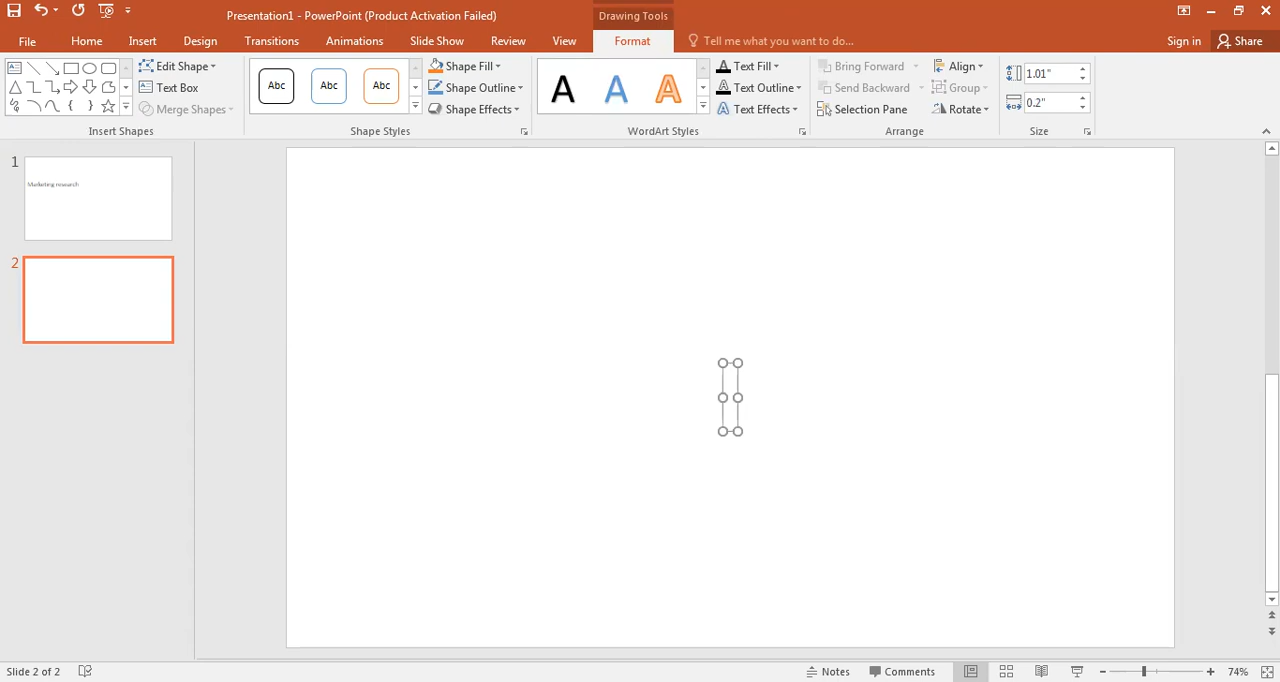 Presentation1 - PowerPoint (Product Activation Failed)
Drawing Tools
File Home Insert Design Transitions Animations Slide Show Review View Format Tell me what you want to do... Sign in Share
Edit Shape
Text Box
Merge Shapes
Insert Shapes
Abc Abc Abc
Shape Fill
Shape Outline
Shape Effects
Shape Styles
A A A
Text Fill
Text Outline
Text Effects
WordArt Styles
Bring Forward
Send Backward
Selection Pane
Align
Group
Rotate
Arrange
1.01"
0.2"
Size
1
Marketing research
2
Slide 2 of 2
Notes Comments 74%